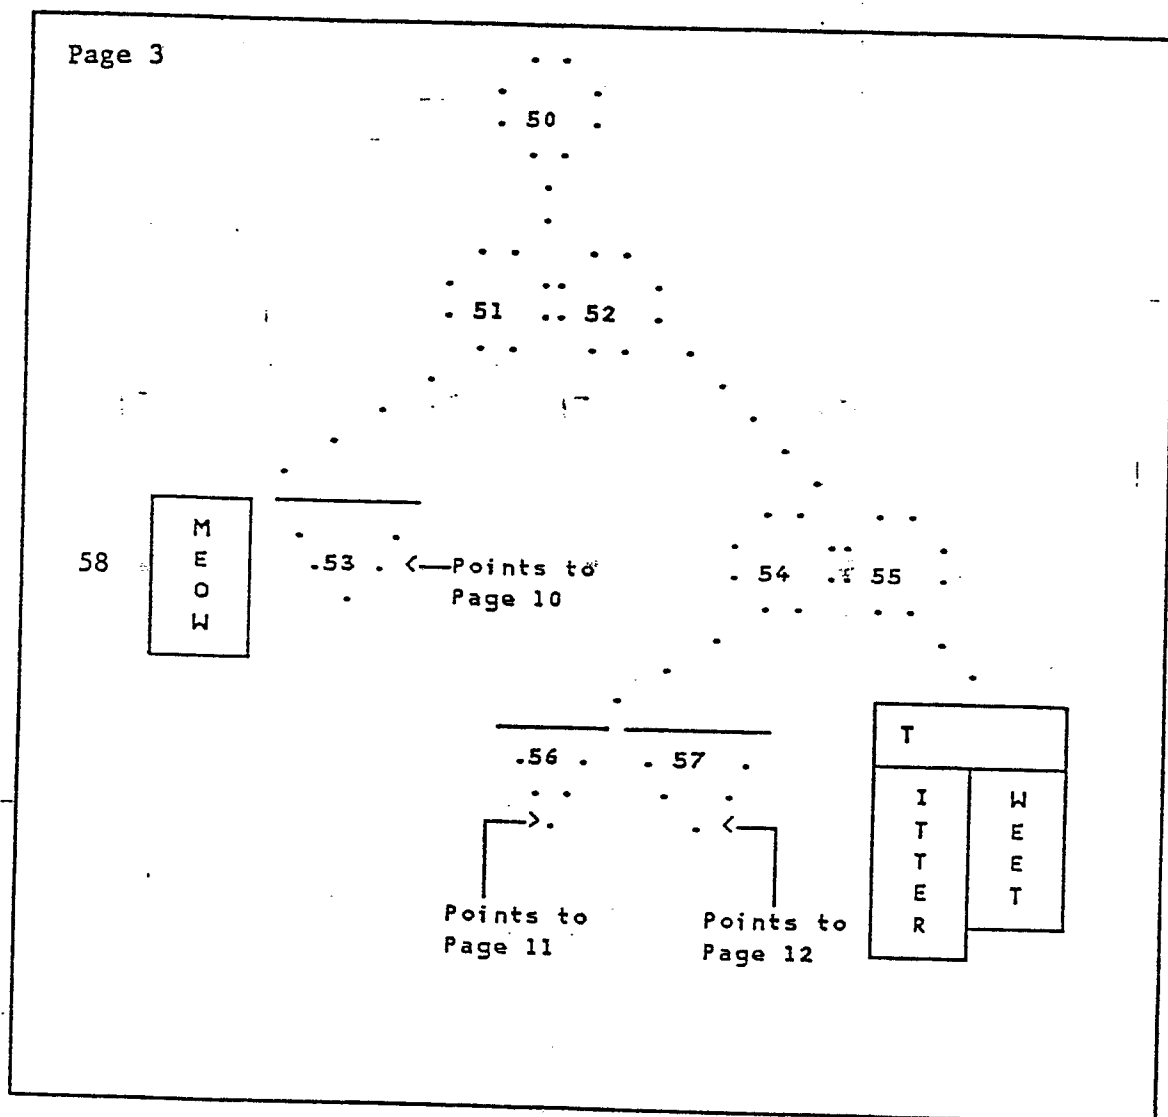 Page 3
50
51 52
58
M
E
O
W
.53 . <—Points to
Page 10
54 55
.56 . . 57 .
T
I
T
T
E
R
W
E
E
T
Points to
Page 11
Points to
Page 12